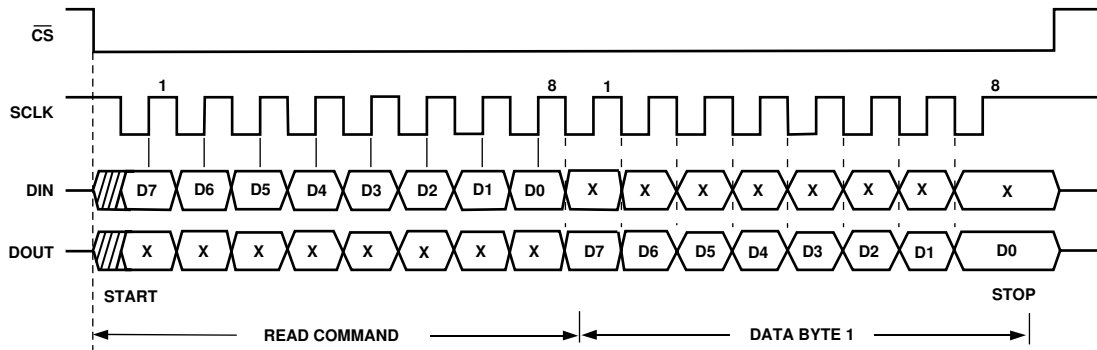 CS
1 8 1 8
SCLK
DIN D7 D6 D5 D4 D3 D2 D1 D0 X X X X X X X X
DOUT X X X X X X X X D7 D6 D5 D4 D3 D2 D1 D0
START STOP
READ COMMAND DATA BYTE 1